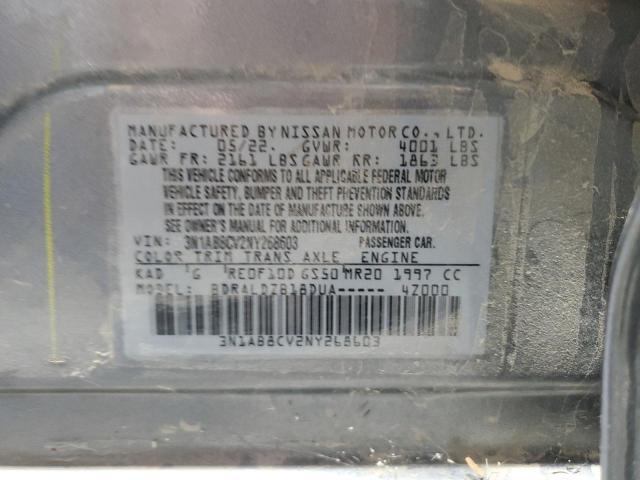 MANUFACTURED BY NISSAN MOTOR CO., LTD.
DATE: 05/22. GVWR: 4001 LBS
GAWR FR: 2161 LBS GAWR RR: 1863 LBS
THIS VEHICLE CONFORMS TO ALL APPLICABLE FEDERAL MOTOR
VEHICLE SAFETY, BUMPER AND THEFT PREVENTION STANDARDS
IN EFFECT ON THE DATE OF MANUFACTURE SHOWN ABOVE.
SEE OWNER'S MANUAL FOR ADDITIONAL INFORMATION
VIN: 3N1AB8CV2NY268603 PASSENGER CAR.
COLOR TRIM TRANS AXLE ENGINE
KAD G RE0F10D GS50 MR20 1997 CC
MODEL: BDRALDZB18DUA----- 4Z000
3N1AB8CV2NY268603